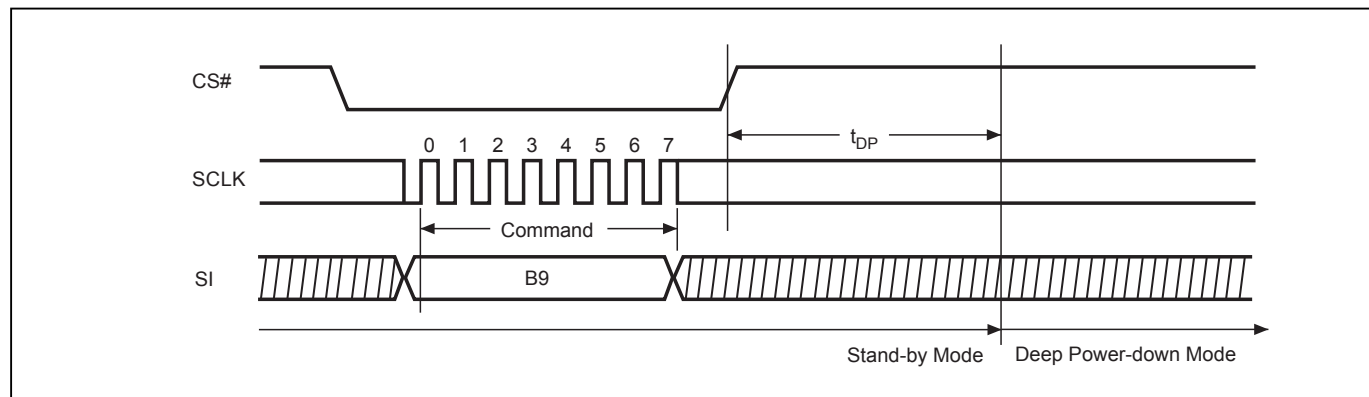 CS#
tDP
0 1 2 3 4 5 6 7
SCLK
Command
SI
B9
Stand-by Mode Deep Power-down Mode